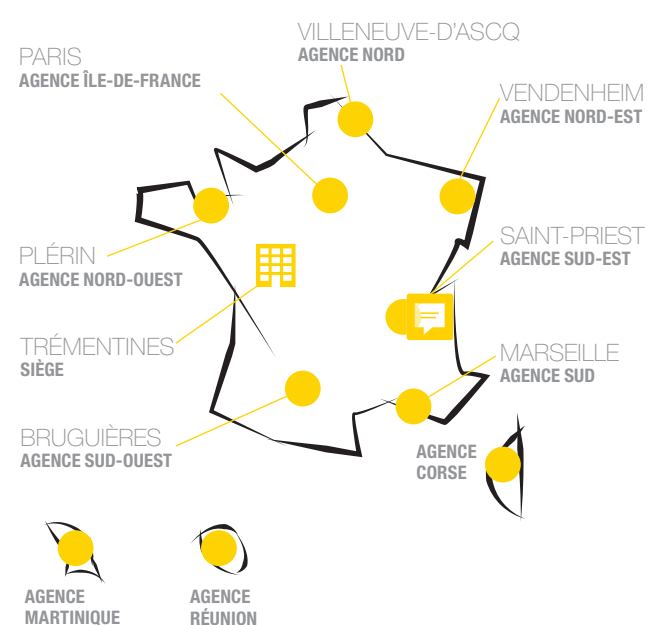 VILLENEUVE-D'ASCQ
AGENCE NORD
PARIS
AGENCE ÎLE-DE-FRANCE
VENDENHEIM
AGENCE NORD-EST
PLÉRIN
AGENCE NORD-OUEST
SAINT-PRIEST
AGENCE SUD-EST
TRÉMENTINES
SIÈGE
MARSEILLE
AGENCE SUD
BRUGUIÈRES
AGENCE SUD-OUEST
AGENCE
CORSE
AGENCE
MARTINIQUE
AGENCE
RÉUNION